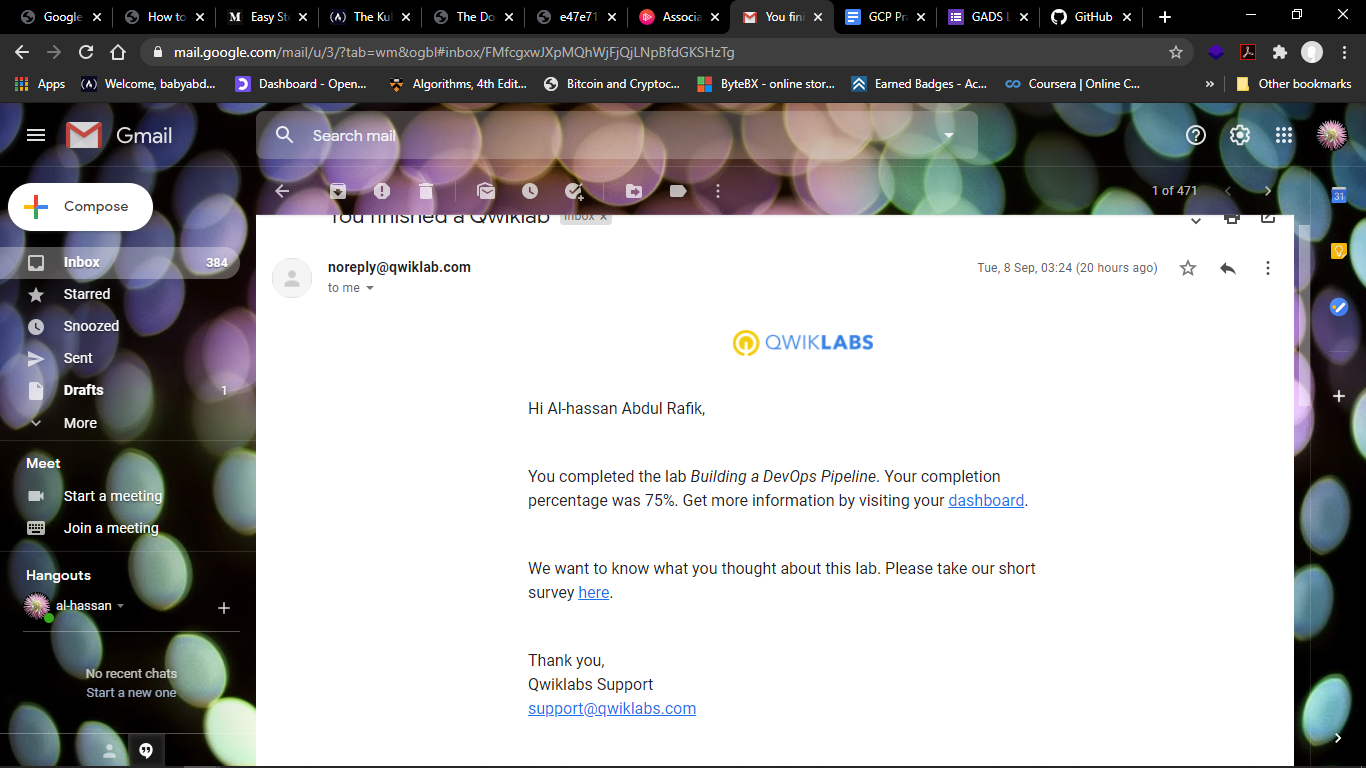 Google
How to
Easy St
The Kul
The Do
e47e71
Associa
You fini
GCP Pra
GADS L
GitHub
mail.google.com/mail/u/3/?tab=wm&ogbl#inbox/FMfcgxwJXpMQhWjFjQjLNpBfdGKSHzTg
Apps
Welcome, babyabd...
Dashboard - Open...
Algorithms, 4th Edit...
Bitcoin and Cryptoc...
ByteBX - online stor...
Earned Badges - Ac...
Coursera | Online C...
» Other bookmarks
Gmail
Search mail
Compose
1 of 471
31
You finished a Qwiklab Inbox x
Inbox 384
Starred
Snoozed
Sent
Drafts 1
More
Meet
Start a meeting
Join a meeting
Hangouts
al-hassan
No recent chats
Start a new one
noreply@qwiklab.com
Tue, 8 Sep, 03:24 (20 hours ago)
to me
QWIKLABS
Hi Al-hassan Abdul Rafik,
You completed the lab Building a DevOps Pipeline. Your completion
percentage was 75%. Get more information by visiting your dashboard.
We want to know what you thought about this lab. Please take our short
survey here.
Thank you,
Qwiklabs Support
support@qwiklabs.com